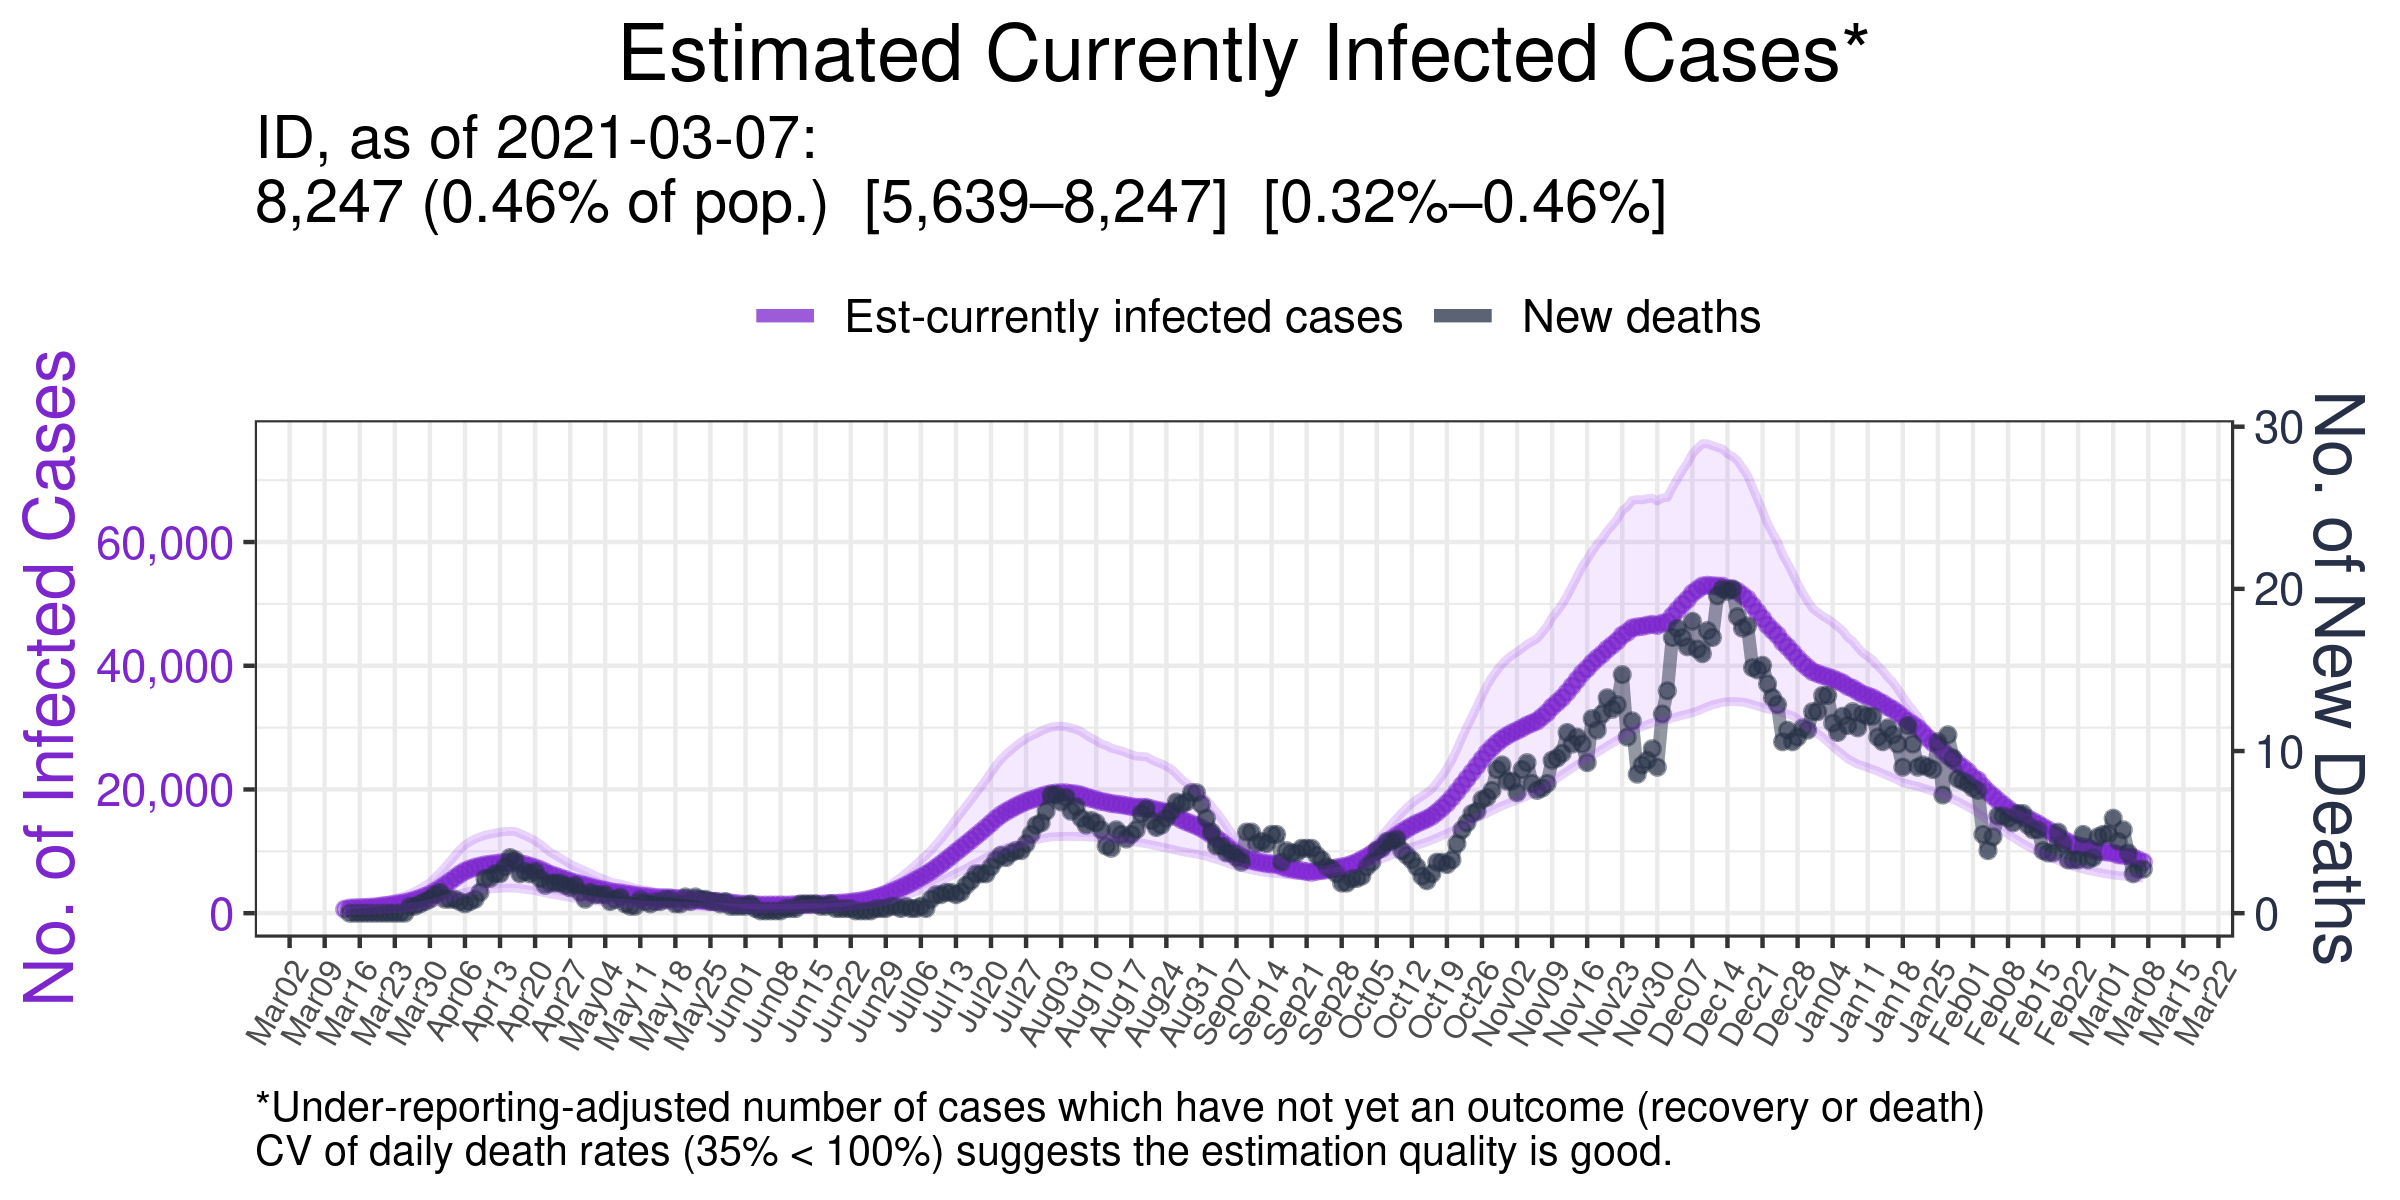 Estimated Currently Infected Cases*
ID, as of 2021-03-07:
8,247 (0.46% of pop.) [5,639–8,247] [0.32%–0.46%]
Est-currently infected cases New deaths
No. of Infected Cases
60,000
40,000
20,000
0
30
20
10
0
No. of New Deaths
Mar02 Mar09 Mar16 Mar23 Mar30 Apr06 Apr13 Apr20 Apr27 May04 May11 May18 May25 Jun01 Jun08 Jun15 Jun22 Jun29 Jul06 Jul13 Jul20 Jul27 Aug03 Aug10 Aug17 Aug24 Aug31 Sep07 Sep14 Sep21 Sep28 Oct05 Oct12 Oct19 Oct26 Nov02 Nov09 Nov16 Nov23 Nov30 Dec07 Dec14 Dec21 Dec28 Jan04 Jan11 Jan18 Jan25 Feb01 Feb08 Feb15 Feb22 Mar01 Mar08 Mar15 Mar22
*Under-reporting-adjusted number of cases which have not yet an outcome (recovery or death)
CV of daily death rates (35% < 100%) suggests the estimation quality is good.